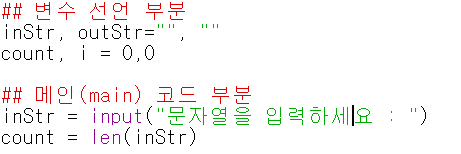 ## 변수 선언 부분
inStr, outStr="", ""
count, i = 0,0
## 메인(main) 코드 부분
inStr = input("문자열을 입력하세요 : ")
count = len(inStr)